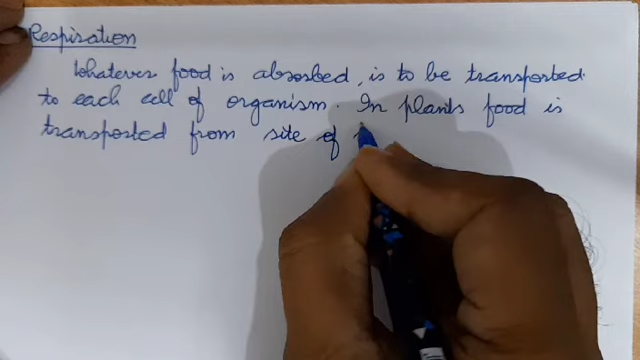 Respiration
Whatever food is absorbed, is to be transported
to each cell of organism. In plants food is
transported from site of